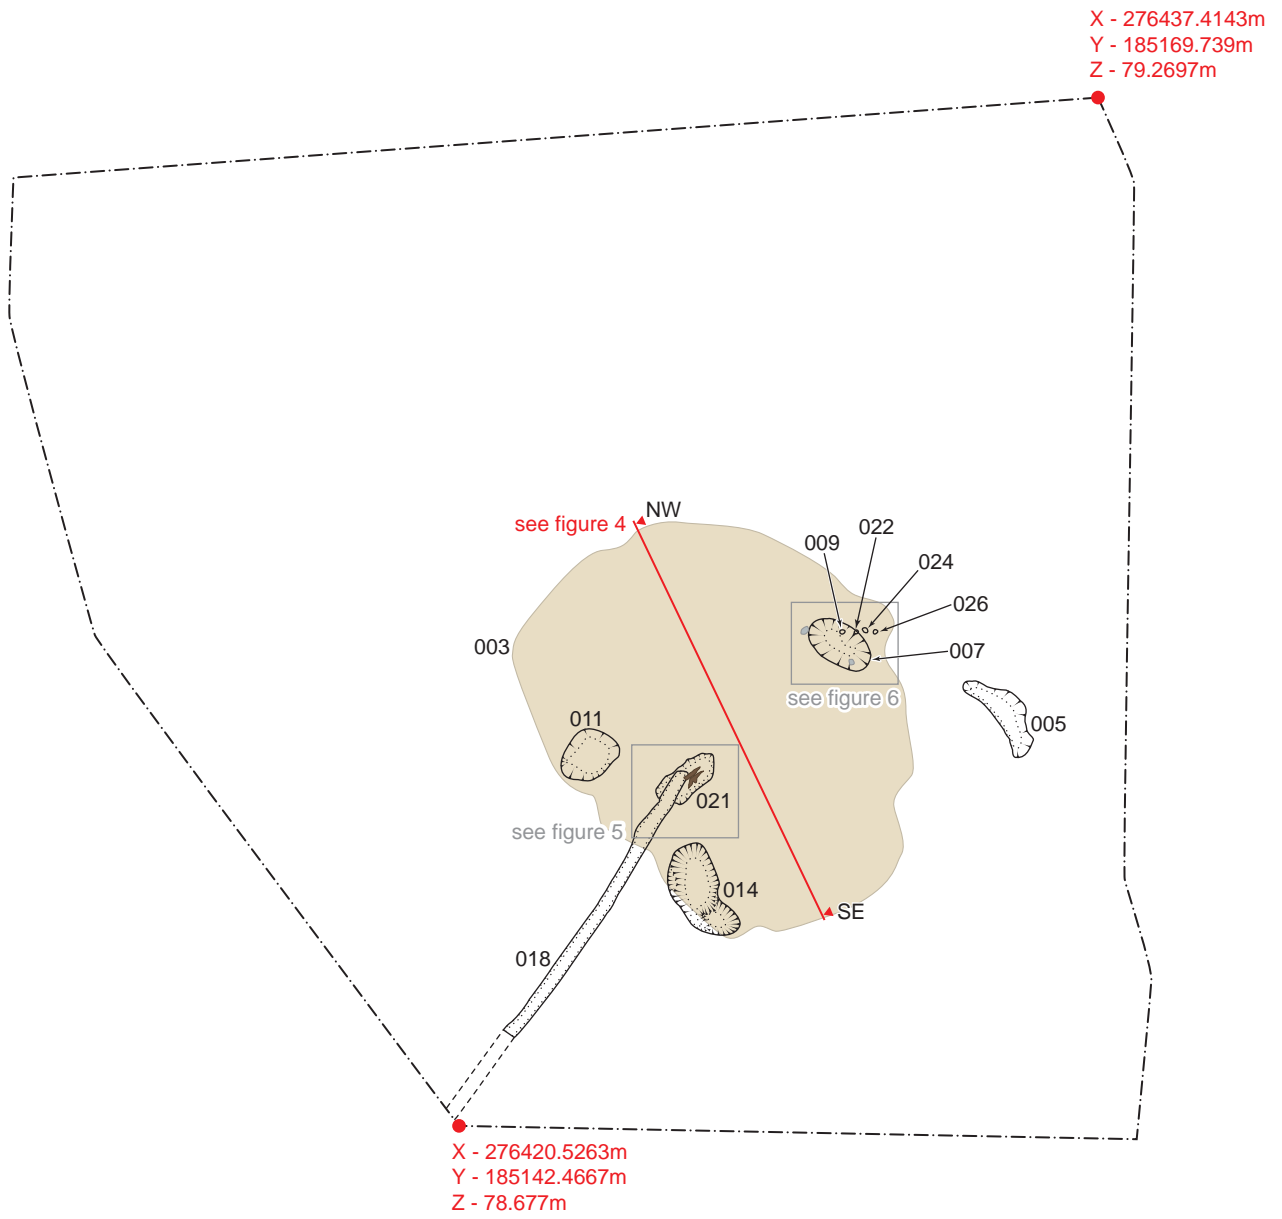 X - 276437.4143m
Y - 185169.739m
Z - 79.2697m
see figure 4
NW
009
022
024
026
003
007
see figure 6
011
005
021
see figure 5
014
SE
018
X - 276420.5263m
Y - 185142.4667m
Z - 78.677m